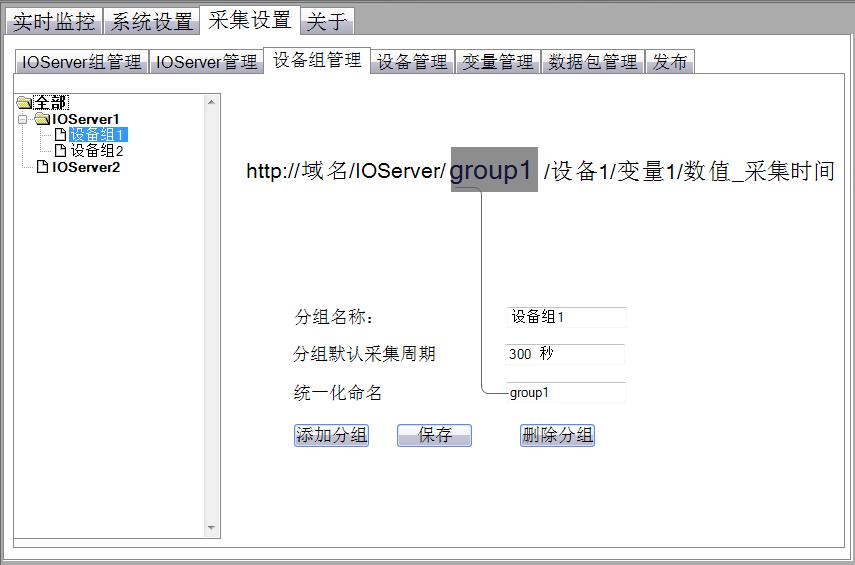 实时监控 系统设置 采集设置 关于
IOServer组管理 IOServer管理 设备组管理 设备管理 变量管理 数据包管理 发布
全部
IOServer1
设备组1
设备组2
IOServer2
http://域名/IOServer/group1 /设备1/变量1/数值_采集时间
分组名称: 设备组1
分组默认采集周期 300 秒
统一化命名 group1
添加分组 保存 删除分组